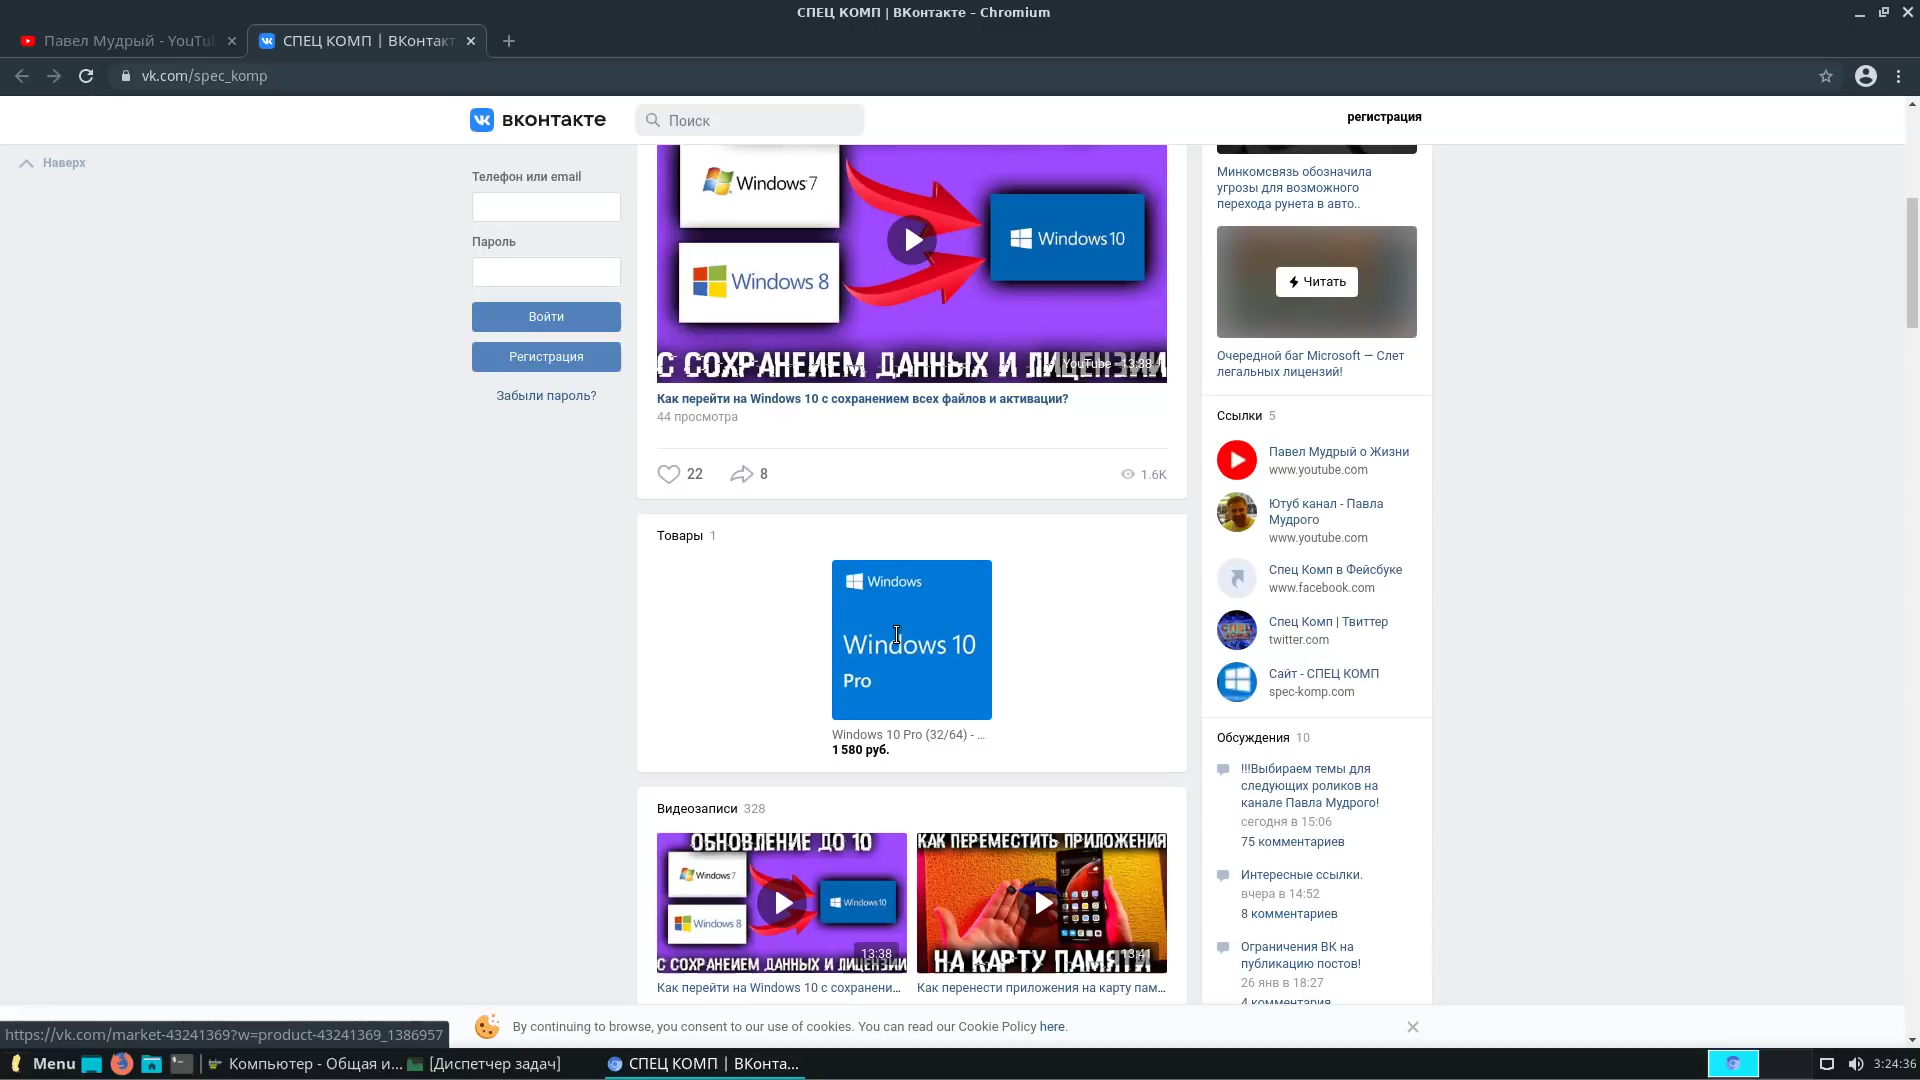 СПЕЦ КОМП | ВКонтакте – Chromium
Павел Мудрый - YouTu
СПЕЦ КОМП | ВКонтакт
vk.com/spec_komp
вконтакте
Поиск
регистрация
Наверх
Телефон или email
Пароль
Войти
Регистрация
Забыли пароль?
Windows 7
Windows 8
Windows 10
С СОХРАНЕИЕМ ДАННЫХ И ЛИЦЕНЗИИ
YouTube · 13:38
Как перейти на Windows 10 с сохранением всех файлов и активации?
44 просмотра
22
8
1.6K
Товары 1
Windows
Windows 10
Pro
Windows 10 Pro (32/64) - ...
1 580 руб.
Видеозаписи 328
ОБНОВЛЕНИЕ ДО 10
Windows 7
Windows 8
Windows 10
13:38
С СОХРАНЕИЕМ ДАННЫХ И ЛИЦЕНЗИИ
Как перейти на Windows 10 с сохранени...
КАК ПЕРЕМЕСТИТЬ ПРИЛОЖЕНИЯ
13:41
НА КАРТУ ПАМЯТИ
Как перенести приложения на карту пам...
Минкомсвязь обозначила
угрозы для возможного
перехода рунета в авто..
Читать
Очередной баг Microsoft — Слет
легальных лицензий!
Ссылки 5
Павел Мудрый о Жизни
www.youtube.com
Ютуб канал - Павла
Мудрого
www.youtube.com
Спец Комп в Фейсбуке
www.facebook.com
Спец Комп | Твиттер
twitter.com
Сайт - СПЕЦ КОМП
spec-komp.com
Обсуждения 10
!!!Выбираем темы для
следующих роликов на
канале Павла Мудрого!
сегодня в 15:06
75 комментариев
Интересные ссылки.
вчера в 14:52
8 комментариев
Ограничения ВК на
публикацию постов!
26 янв в 18:27
4 комментария
By continuing to browse, you consent to our use of cookies. You can read our Cookie Policy here.
https://vk.com/market-43241369?w=product-43241369_1386957
Menu
Компьютер - Общая и...
[Диспетчер задач]
СПЕЦ КОМП | ВКонта...
3:24:36